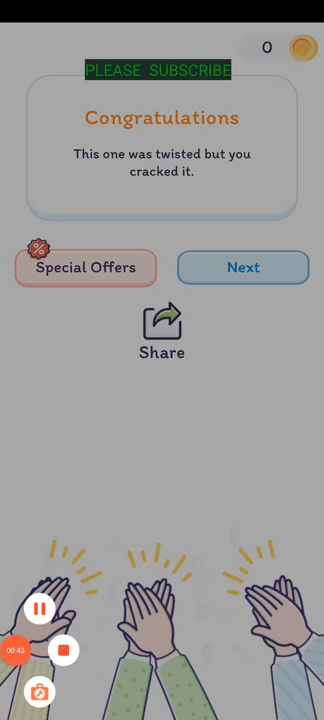 0
PLEASE SUBSCRIBE
Congratulations
This one was twisted but you
cracked it.
%
Special Offers
Next
Share
00:43